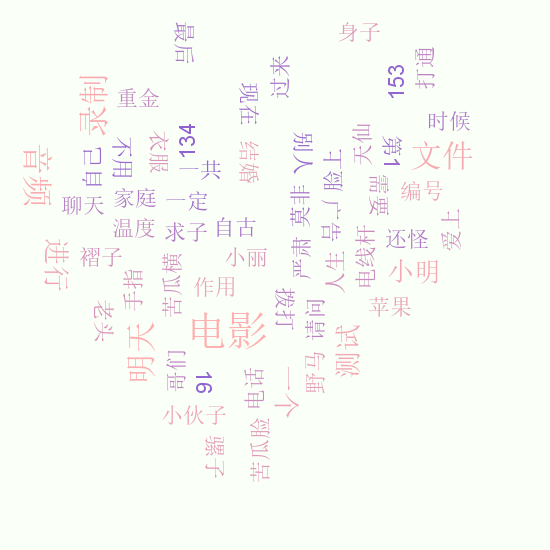 最后
身子
过来
153
打通
录制
重金
现在
时候
134
衣服
不用
自己
音频
一共
结婚
别人
天仙
第1
文件
脸上
需要
编号
聊天
家庭
一定
莫非
温度
求子
自古
广告
电线杆
还怪
爱上
进行
褶子
苦瓜横
小丽
严肃
人生
小明
手指
作用
老头
拨打
请问
苹果
明天
电影
测试
哥们
91
电话
一个
野马
小伙子
骡子
苦瓜脸